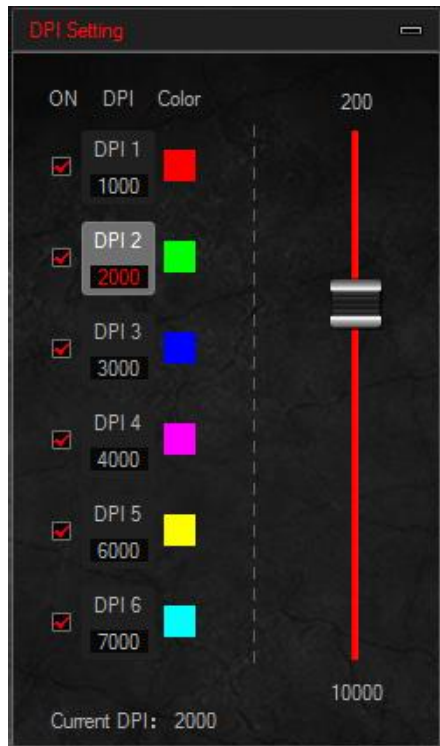 DPI Setting
ON DPI Color
200
DPI 1
1000
DPI 2
2000
DPI 3
3000
DPI 4
4000
DPI 5
6000
DPI 6
7000
10000
Current DPI: 2000